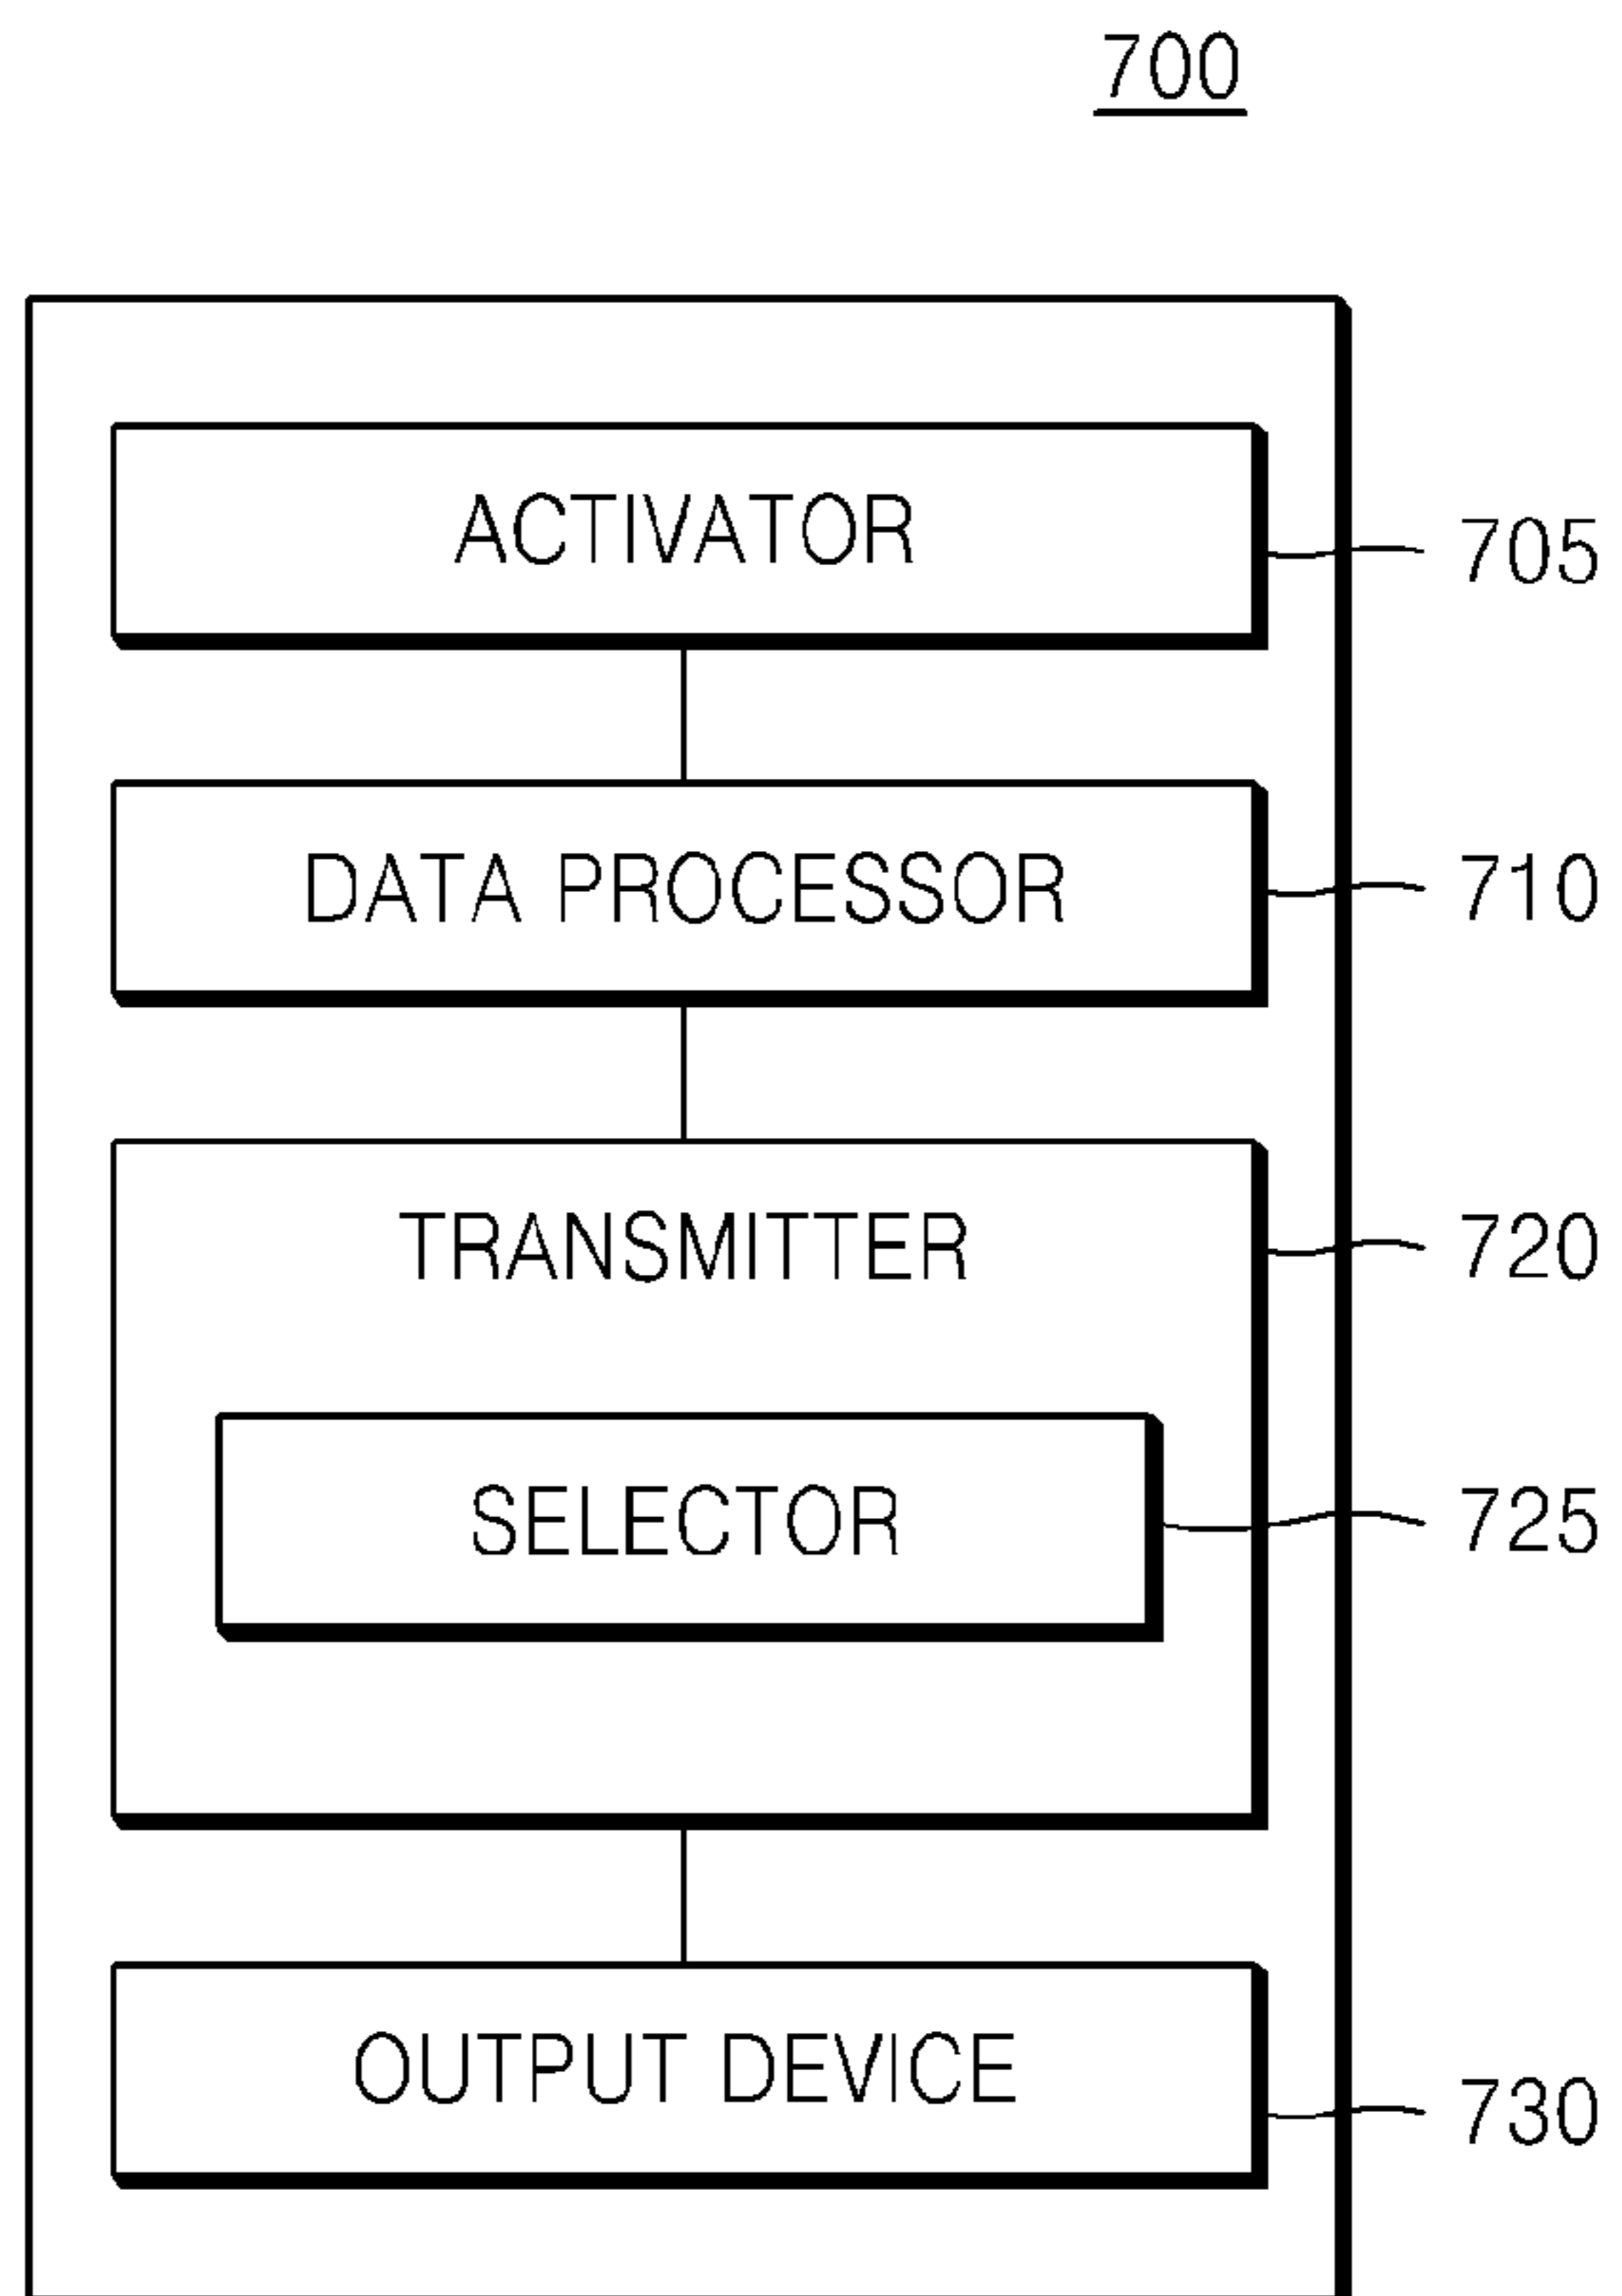 700
ACTIVATOR
705
DATA PROCESSOR
710
TRANSMITTER
720
SELECTOR
725
OUTPUT DEVICE
730